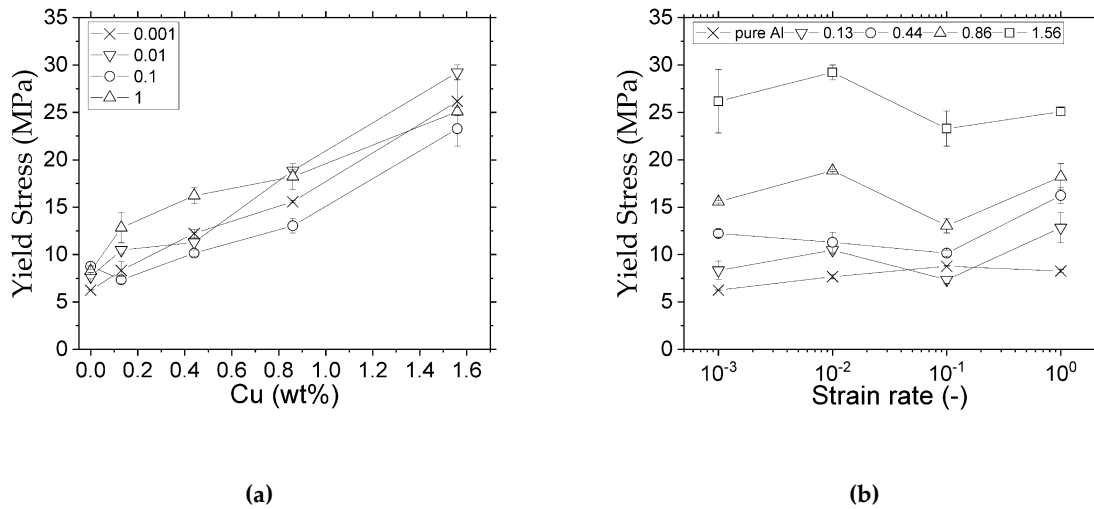 35
30
25
20
15
10
5
0
Yield Stress (MPa)
0.001
0.01
0.1
1
0.0 0.2 0.4 0.6 0.8 1.0 1.2 1.4 1.6
Cu (wt%)
(a)
35
30
25
20
15
10
5
0
Yield Stress (MPa)
pure Al 0.13 0.44 0.86 1.56
10⁻³ 10⁻² 10⁻¹ 10⁰
Strain rate (-)
(b)